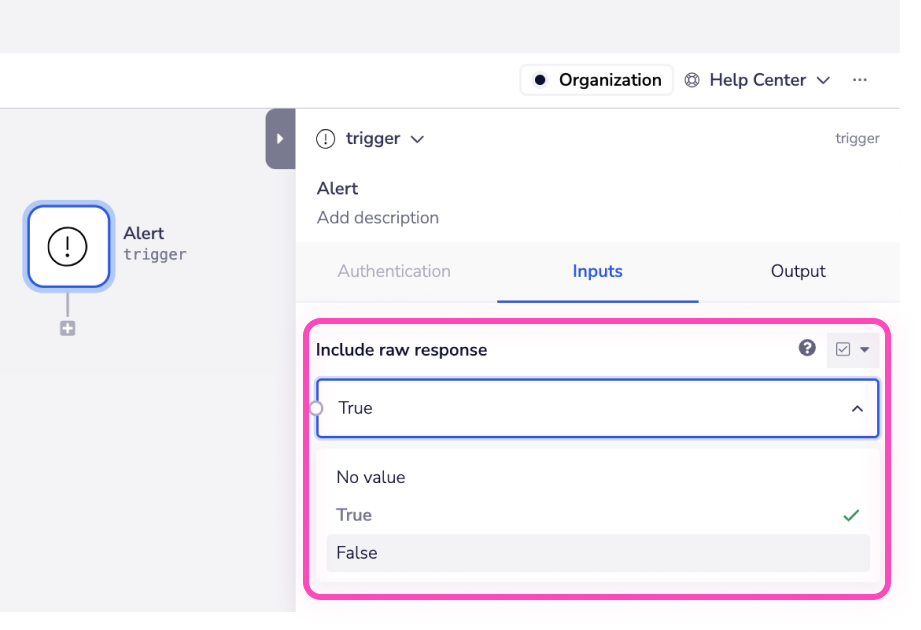 Organization
Help Center
trigger
trigger
Alert
Add description
Alert
trigger
Authentication
Inputs
Output
Include raw response
True
No value
True
False